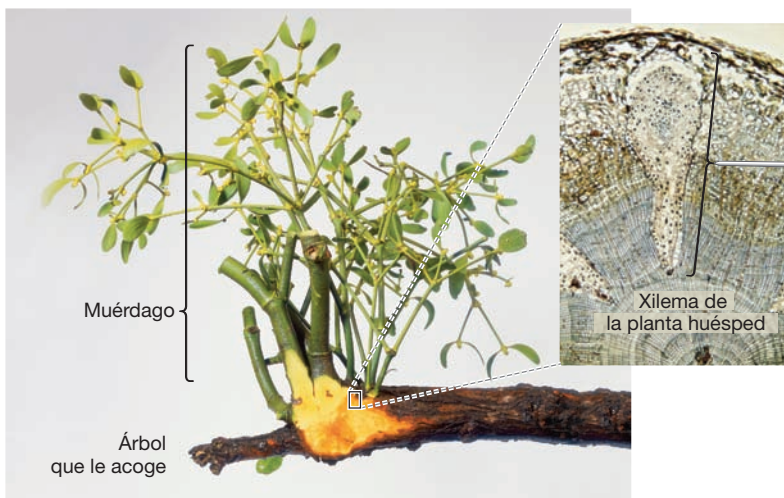 Muérdago
Árbol
que le acoge
Xilema de
la planta huésped